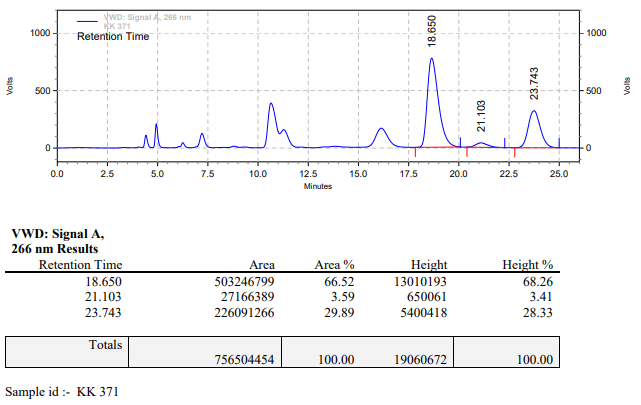 VWD: Signal A, 266 nm
KK 371
Retention Time
18.650
21.103
23.743
1000
500
0
1000
500
0
Volts
Volts
0.0 2.5 5.0 7.5 10.0 12.5 15.0 17.5 20.0 22.5 25.0
Minutes
VWD: Signal A,
266 nm Results
Retention Time Area Area % Height Height %
18.650 503246799 66.52 13010193 68.26
21.103 27166389 3.59 650061 3.41
23.743 226091266 29.89 5400418 28.33
Totals
756504454 100.00 19060672 100.00
Sample id :- KK 371